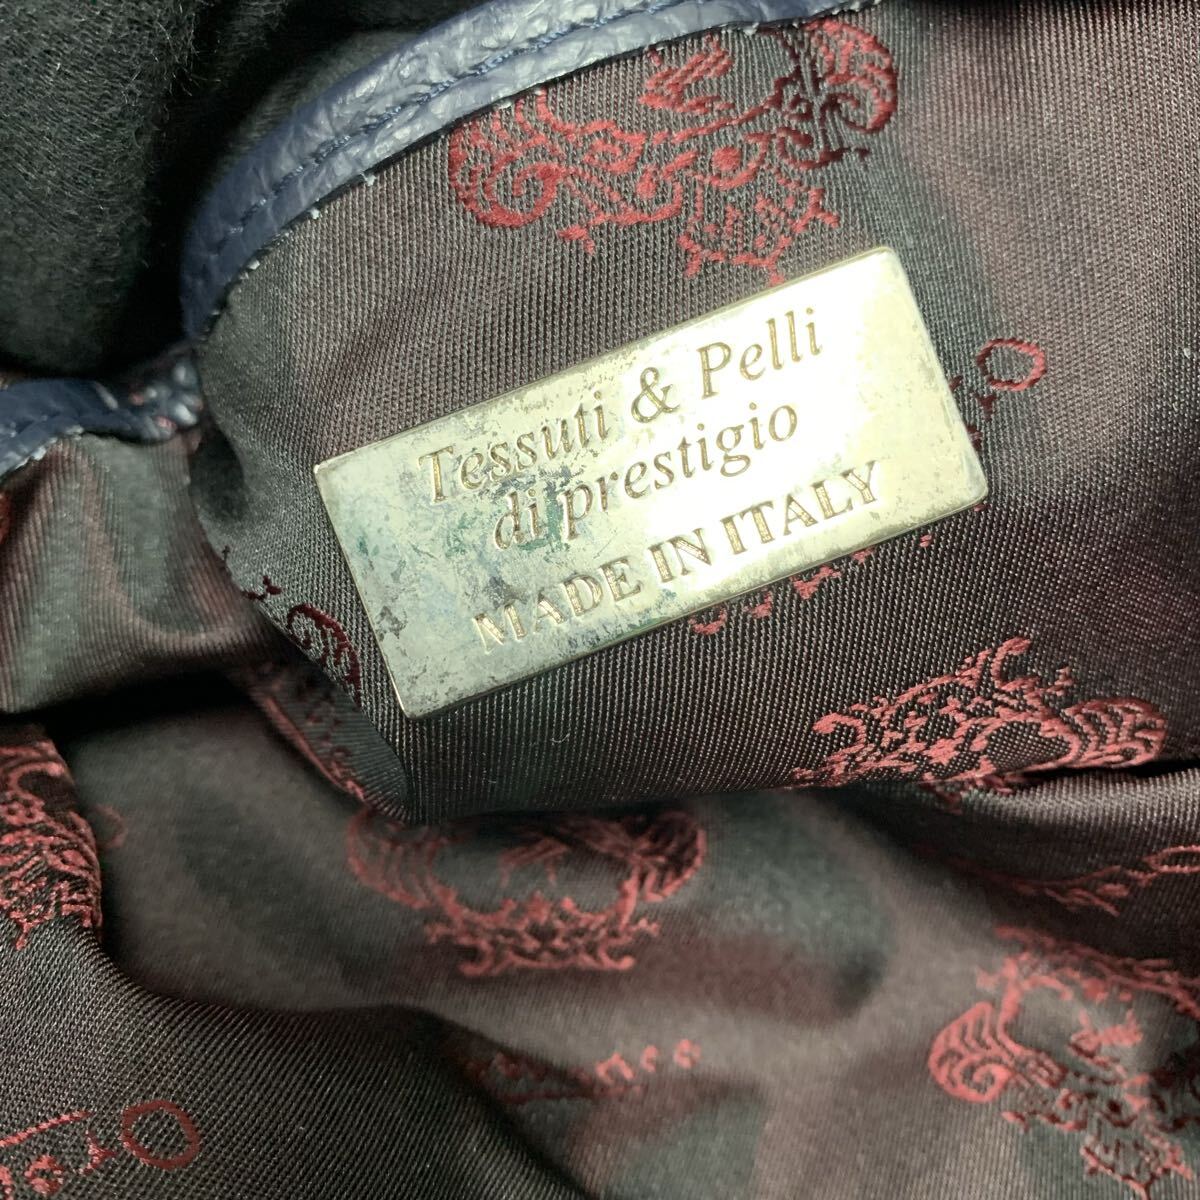 Tessuti & Pelli
di prestigio
MADE IN ITALY